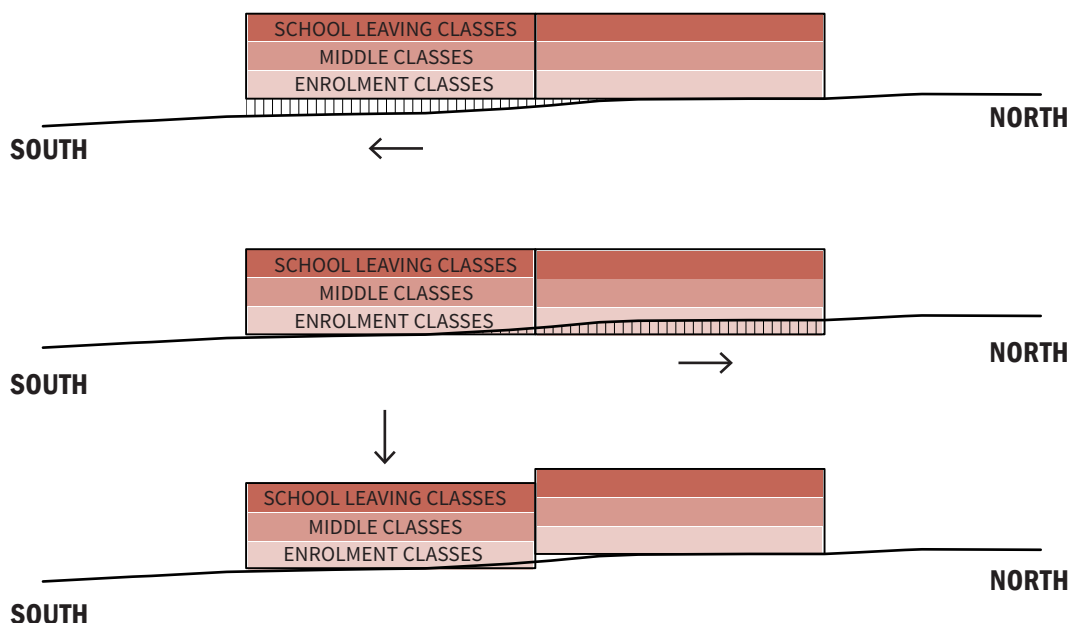 SCHOOL LEAVING CLASSES
MIDDLE CLASSES
ENROLMENT CLASSES
NORTH
SOUTH
SCHOOL LEAVING CLASSES
MIDDLE CLASSES
ENROLMENT CLASSES
NORTH
SOUTH
SCHOOL LEAVING CLASSES
MIDDLE CLASSES
ENROLMENT CLASSES
NORTH
SOUTH